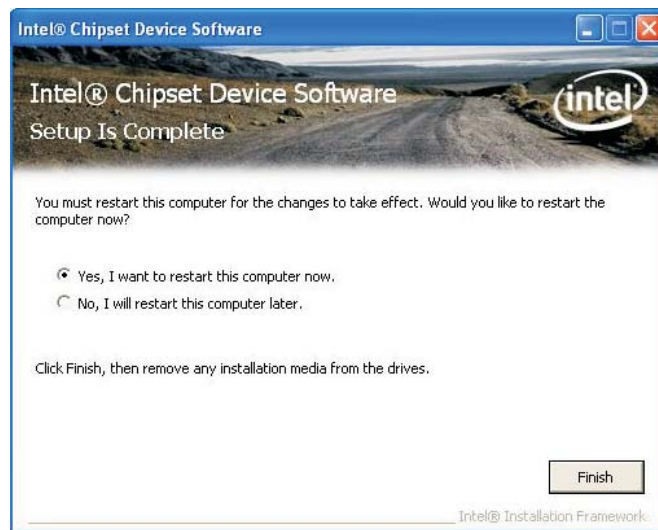 Intel® Chipset Device Software
Intel® Chipset Device Software
intel
Setup Is Complete
You must restart this computer for the changes to take effect. Would you like to restart the
computer now?
Yes, I want to restart this computer now.
No, I will restart this computer later.
Click Finish, then remove any installation media from the drives.
Finish
Intel® Installation Framework